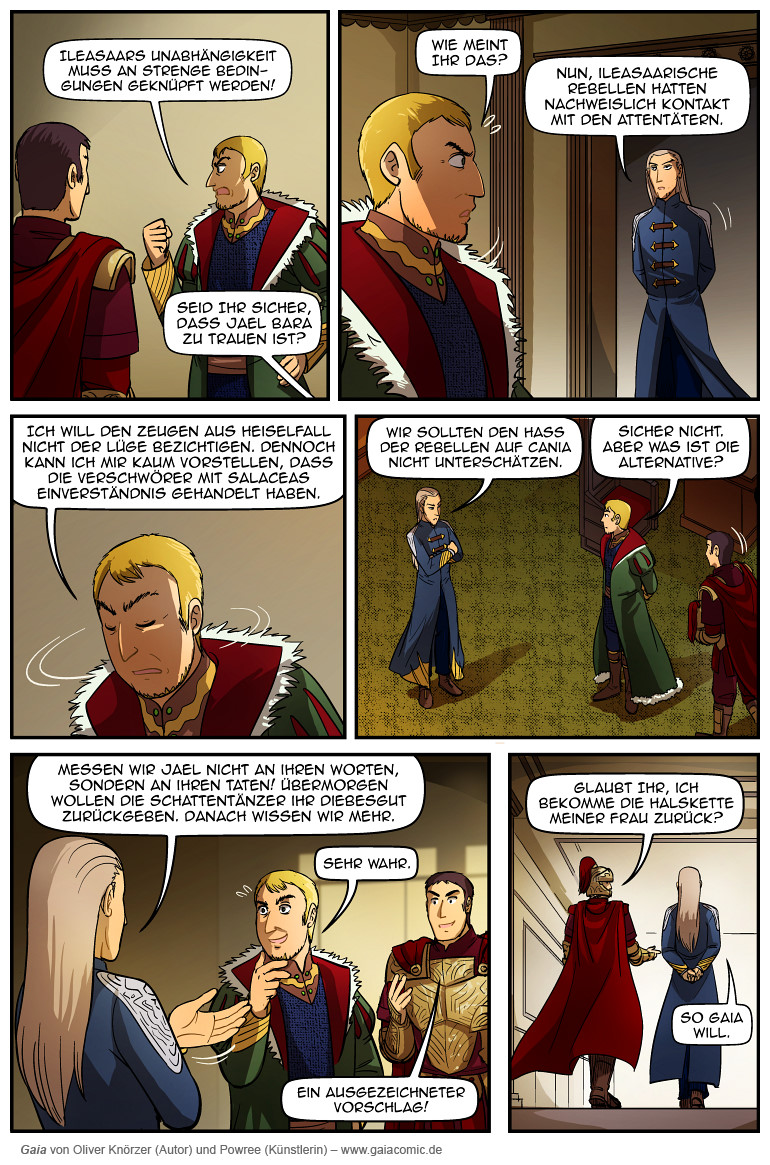 ILEASAARS UNABHÄNGIGKEIT
MUSS AN STRENGE BEDIN-
GUNGEN GEKNÜPFT WERDEN!
SEID IHR SICHER,
DASS JAEL BARA
ZU TRAUEN IST?
WIE MEINT
IHR DAS?
NUN, ILEASAARISCHE
REBELLEN HATTEN
NACHWEISLICH KONTAKT
MIT DEN ATTENTÄTERN.
ICH WILL DEN ZEUGEN AUS HEISELFALL
NICHT DER LÜGE BEZICHTIGEN. DENNOCH
KANN ICH MIR KAUM VORSTELLEN, DASS
DIE VERSCHWÖRER MIT SALACEAS
EINVERSTÄNDNIS GEHANDELT HABEN.
WIR SOLLTEN DEN HASS
DER REBELLEN AUF CANIA
NICHT UNTERSCHÄTZEN.
SICHER NICHT.
ABER WAS IST DIE
ALTERNATIVE?
MESSEN WIR JAEL NICHT AN IHREN WORTEN,
SONDERN AN IHREN TATEN! ÜBERMORGEN
WOLLEN DIE SCHATTENTÄNZER IHR DIEBESGUT
ZURÜCKGEBEN. DANACH WISSEN WIR MEHR.
SEHR WAHR.
EIN AUSGEZEICHNETER
VORSCHLAG!
GLAUBT IHR, ICH
BEKOMME DIE HALSKETTE
MEINER FRAU ZURÜCK?
SO GAIA
WILL.
Gaia von Oliver Knörzer (Autor) und Powree (Künstlerin) – www.gaiacomic.de